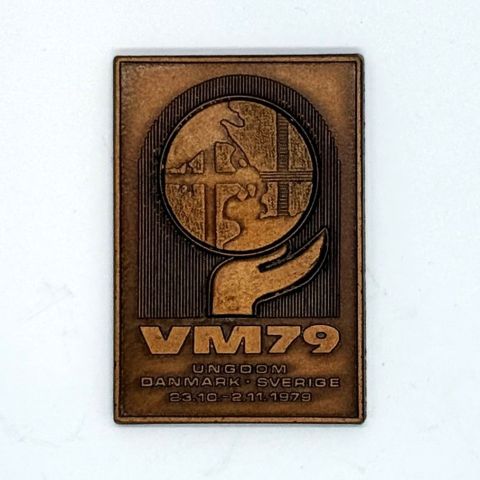 VM79
UNGDOM
DANMARK · SVERIGE
23.10.-2.11.1979